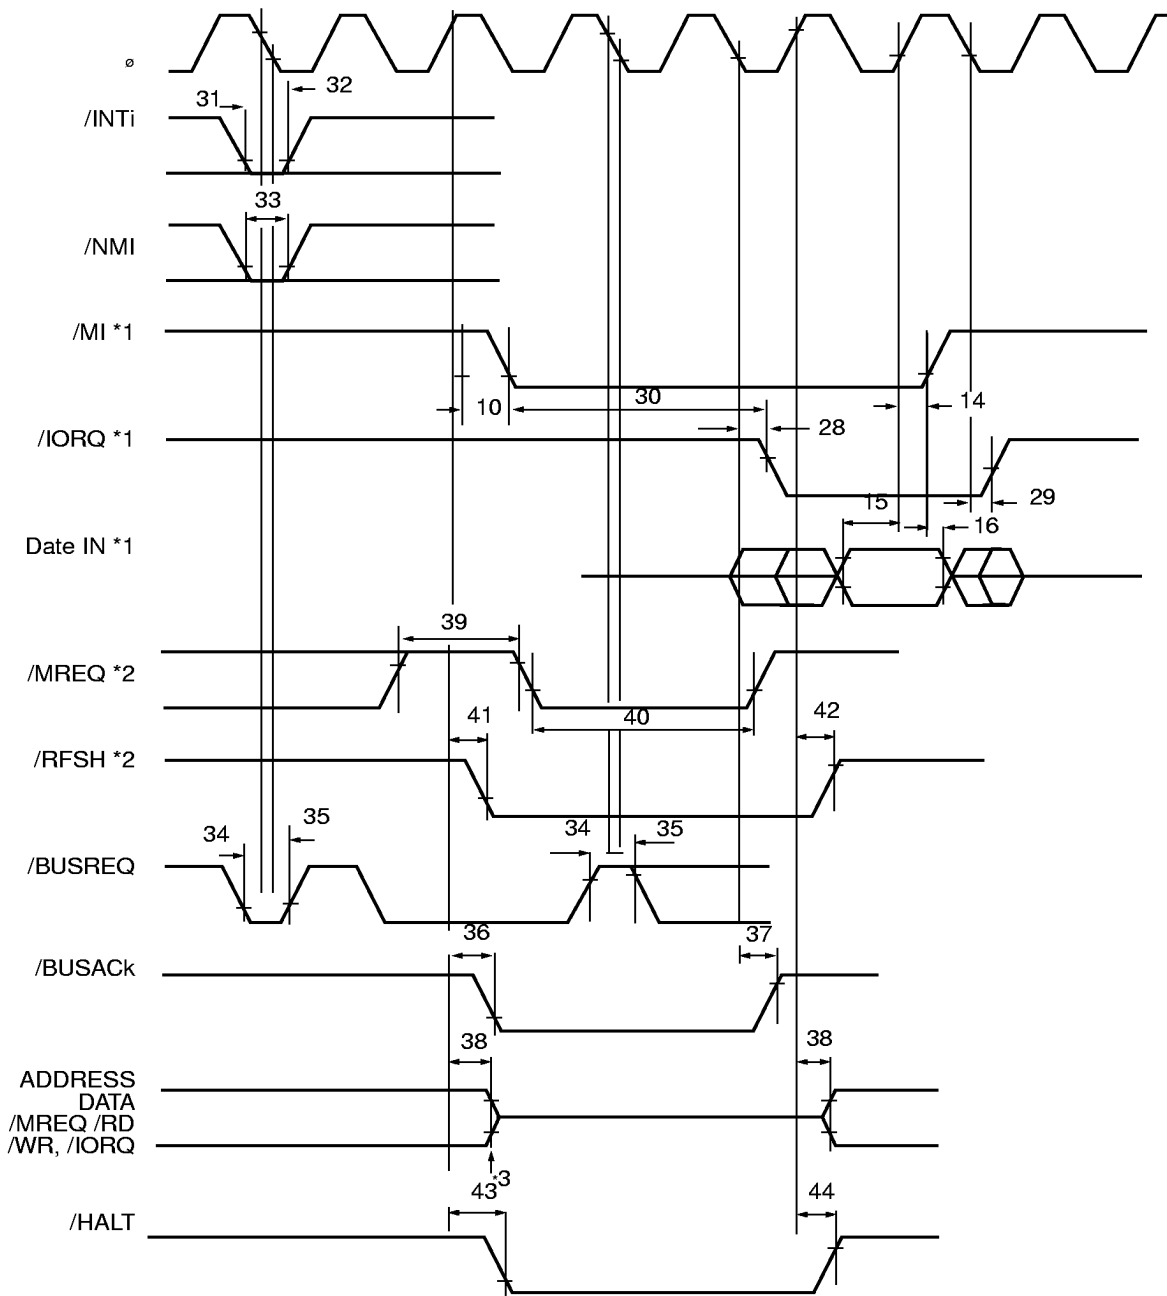 ø
31
32
/INTi
33
/NMI
/MI *1
10
30
14
/IORQ *1
28
15
29
16
Date IN *1
39
/MREQ *2
41
40
42
/RFSH *2
34
35
34
35
/BUSREQ
36
37
/BUSACk
38
38
ADDRESS
DATA
/MREQ /RD
/WR, /IORQ
*3
43
44
/HALT